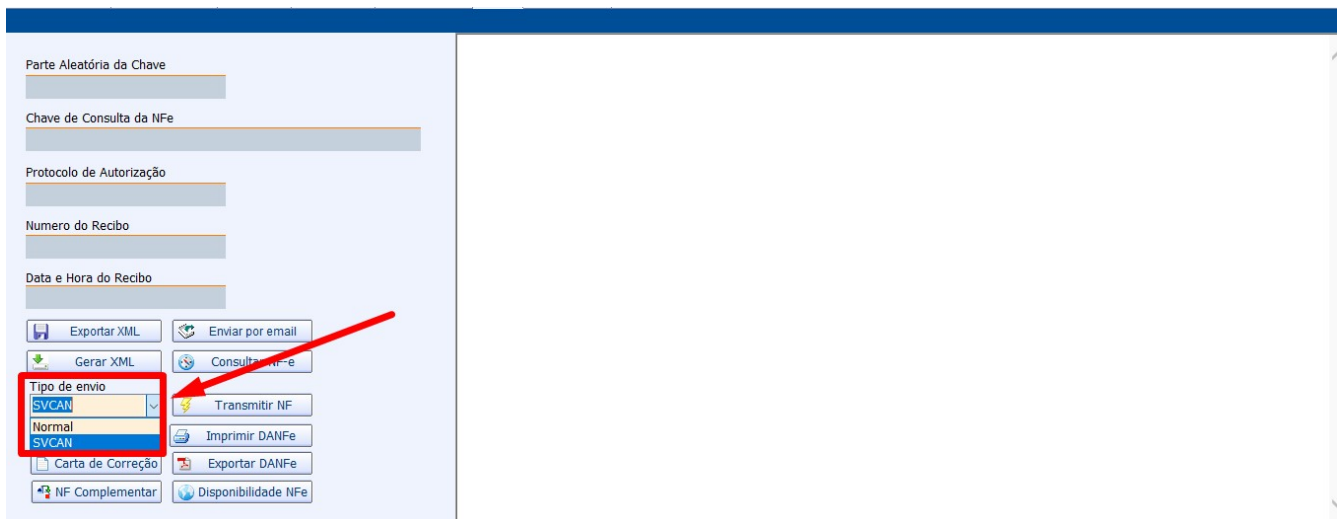 Parte Aleatória da Chave
Chave de Consulta da NFe
Protocolo de Autorização
Numero do Recibo
Data e Hora do Recibo
Exportar XML Enviar por email
Gerar XML Consultar NF-e
Tipo de envio
SVCAN Transmitir NF
Normal
SVCAN Imprimir DANFe
Carta de Correção Exportar DANFe
NF Complementar Disponibilidade NFe